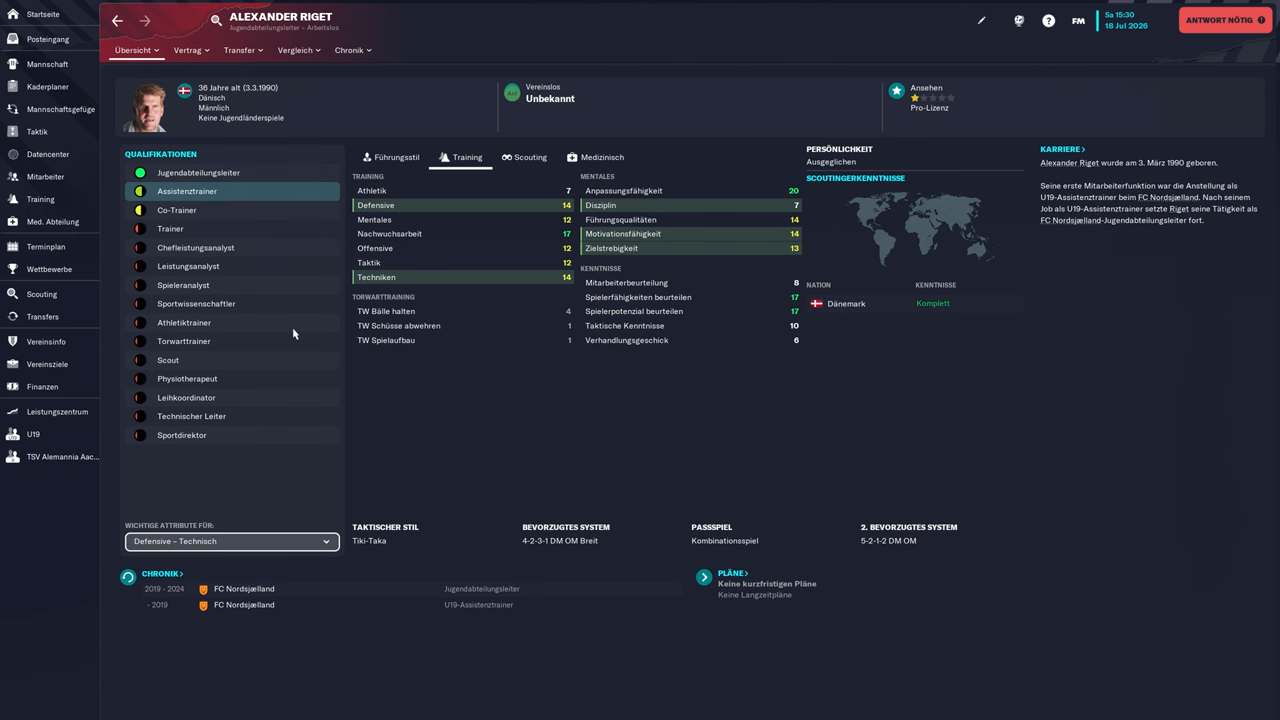 Startseite
Posteingang
Mannschaft
Kaderplaner
Mannschaftsgefüge
Taktik
Datencenter
Mitarbeiter
Training
Med. Abteilung
Terminplan
Wettbewerbe
Scouting
Transfers
Vereinsinfo
Vereinsziele
Finanzen
Leistungszentrum
U19
TSV Alemannia Aac...
ALEXANDER RIGET
Jugendabteilungsleiter – Arbeitslos
FM
Sa 15:30
18 Jul 2026
ANTWORT NÖTIG
Übersicht
Vertrag
Transfer
Vergleich
Chronik
36 Jahre alt (3.3.1990)
Dänisch
Männlich
Keine Jugendländerspiele
Vereinslos
Unbekannt
Ansehen
Pro-Lizenz
QUALIFIKATIONEN
Jugendabteilungsleiter
Assistenztrainer
Co-Trainer
Trainer
Chefleistungsanalyst
Leistungsanalyst
Spieleranalyst
Sportwissenschaftler
Athletiktrainer
Torwarttrainer
Scout
Physiotherapeut
Leihkoordinator
Technischer Leiter
Sportdirektor
WICHTIGE ATTRIBUTE FÜR:
Defensive – Technisch
Führungsstil
Training
Scouting
Medizinisch
TRAINING
Athletik 7
Defensive 14
Mentales 12
Nachwuchsarbeit 17
Offensive 12
Taktik 12
Techniken 14
TORWARTTRAINING
TW Bälle halten 4
TW Schüsse abwehren 1
TW Spielaufbau 1
MENTALES
Anpassungsfähigkeit 20
Disziplin 7
Führungsqualitäten 14
Motivationsfähigkeit 14
Zielstrebigkeit 13
KENNTNISSE
Mitarbeiterbeurteilung 8
Spielerfähigkeiten beurteilen 17
Spielerpotenzial beurteilen 17
Taktische Kenntnisse 10
Verhandlungsgeschick 6
PERSÖNLICHKEIT
Ausgeglichen
SCOUTINGERKENNTNISSE
NATION KENNTNISSE
Dänemark Komplett
KARRIERE >
Alexander Riget wurde am 3. März 1990 geboren.
Seine erste Mitarbeiterfunktion war die Anstellung als
U19-Assistenztrainer beim FC Nordsjælland. Nach seinem
Job als U19-Assistenztrainer setzte Riget seine Tätigkeit als
FC Nordsjælland-Jugendabteilungsleiter fort.
TAKTISCHER STIL
Tiki-Taka
BEVORZUGTES SYSTEM
4-2-3-1 DM OM Breit
PASSSPIEL
Kombinationsspiel
2. BEVORZUGTES SYSTEM
5-2-1-2 DM OM
CHRONIK >
2019 - 2024 FC Nordsjælland Jugendabteilungsleiter
- 2019 FC Nordsjælland U19-Assistenztrainer
PLÄNE >
Keine kurzfristigen Pläne
Keine Langzeitpläne